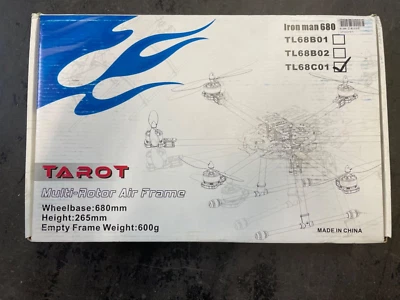 Iron man 680
TL68B01
TL68B02
TL68C01
TAROT
Multi-Rotor Air Frame
Wheelbase:680mm
Height:265mm
Empty Frame Weight:600g
MADE IN CHINA